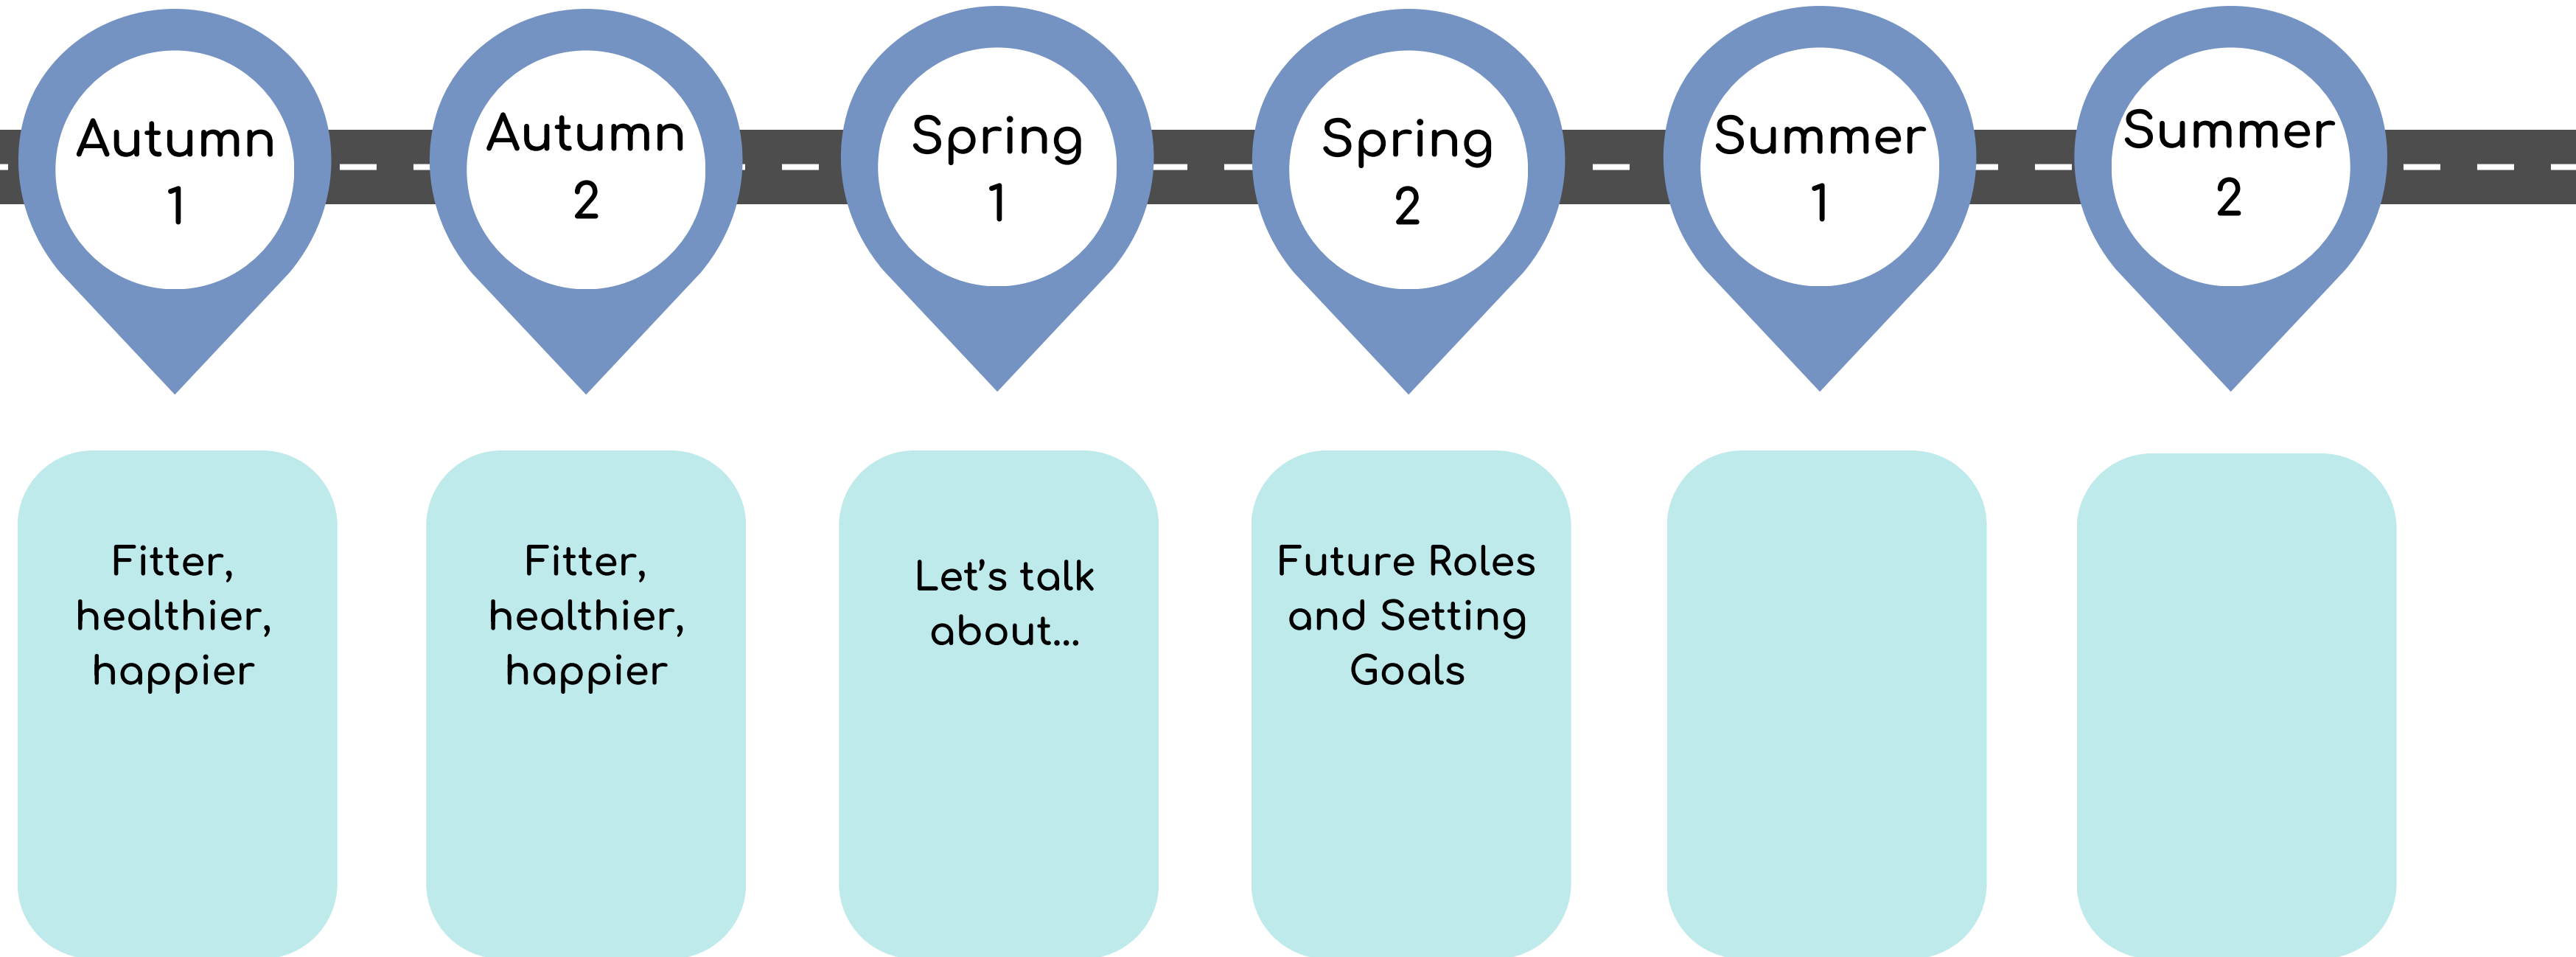 Autumn
1
Autumn
2
Spring
1
Spring
2
Summer
1
Summer
2
Fitter,
healthier,
happier
Fitter,
healthier,
happier
Let's talk
about...
Future Roles
and Setting
Goals